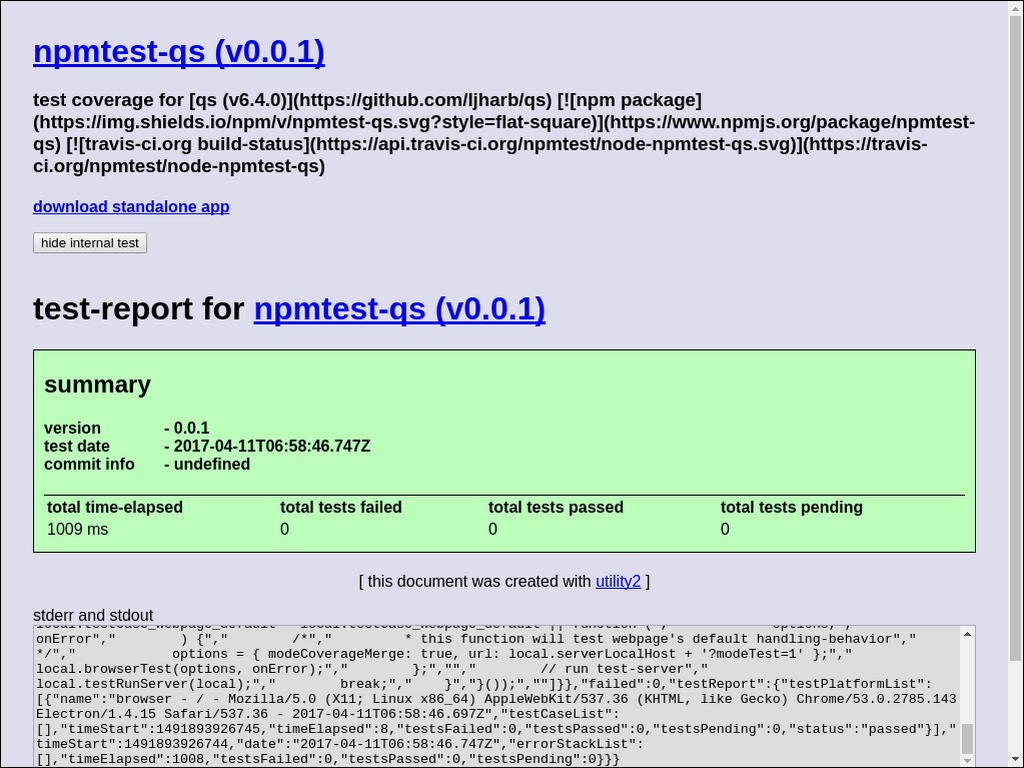 npmtest-qs (v0.0.1)
test coverage for [qs (v6.4.0)](https://github.com/ljharb/qs) [![npm package]
(https://img.shields.io/npm/v/npmtest-qs.svg?style=flat-square)](https://www.npmjs.org/package/npmtest-
qs) [![travis-ci.org build-status](https://api.travis-ci.org/npmtest/node-npmtest-qs.svg)](https://travis-
ci.org/npmtest/node-npmtest-qs)
download standalone app
hide internal test
test-report for npmtest-qs (v0.0.1)
summary
version - 0.0.1
test date - 2017-04-11T06:58:46.747Z
commit info - undefined
total time-elapsed total tests failed total tests passed total tests pending
1009 ms 0 0 0
[ this document was created with utility2 ]
stderr and stdout
onError","        ) {","        /*","         * this function will test webpage's default handling-behavior","
*/","            options = { modeCoverageMerge: true, url: local.serverLocalHost + '?modeTest=1' };","
local.browserTest(options, onError);","        };","","        // run test-server","
local.testRunServer(local);","        break;","    }","}());",""]}},"failed":0,"testReport":{"testPlatformList":
[{"name":"browser - / - Mozilla/5.0 (X11; Linux x86_64) AppleWebKit/537.36 (KHTML, like Gecko) Chrome/53.0.2785.143
Electron/1.4.15 Safari/537.36 - 2017-04-11T06:58:46.697Z","testCaseList":
[],"timeStart":1491893926745,"timeElapsed":8,"testsFailed":0,"testsPassed":0,"testsPending":0,"status":"passed"}],"
timeStart":1491893926744,"date":"2017-04-11T06:58:46.747Z","errorStackList":
[],"timeElapsed":1008,"testsFailed":0,"testsPassed":0,"testsPending":0}}}